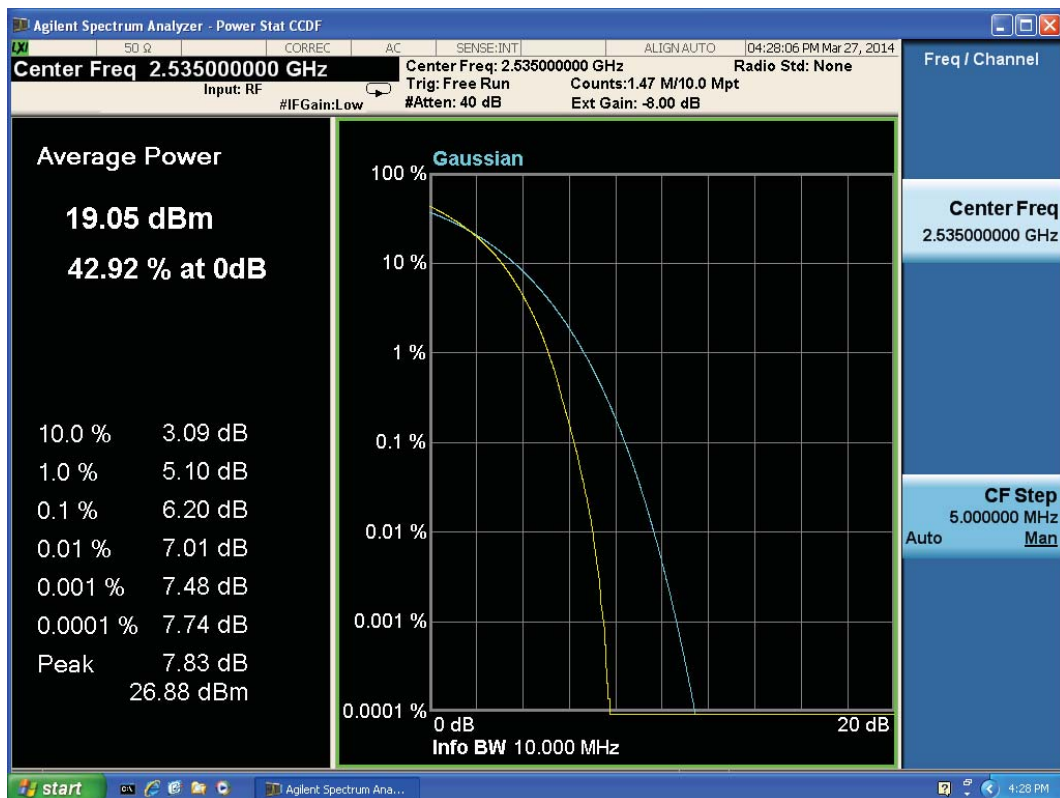 Agilent Spectrum Analyzer - Power Stat CCDF
LXI 50 Ω CORREC AC SENSE:INT ALIGN AUTO 04:28:06 PM Mar 27, 2014
Center Freq 2.535000000 GHz
Input: RF
#IFGain:Low
Center Freq: 2.535000000 GHz Radio Std: None
Trig: Free Run Counts:1.47 M/10.0 Mpt
#Atten: 40 dB Ext Gain: -8.00 dB
Freq / Channel
Center Freq
2.535000000 GHz
CF Step
5.000000 MHz
Auto Man
Average Power
19.05 dBm
42.92 % at 0dB
10.0 % 3.09 dB
1.0 % 5.10 dB
0.1 % 6.20 dB
0.01 % 7.01 dB
0.001 % 7.48 dB
0.0001 % 7.74 dB
Peak 7.83 dB
26.88 dBm
Gaussian
100 %
10 %
1 %
0.1 %
0.01 %
0.001 %
0.0001 %
0 dB 20 dB
Info BW 10.000 MHz
start Agilent Spectrum Ana... 4:28 PM